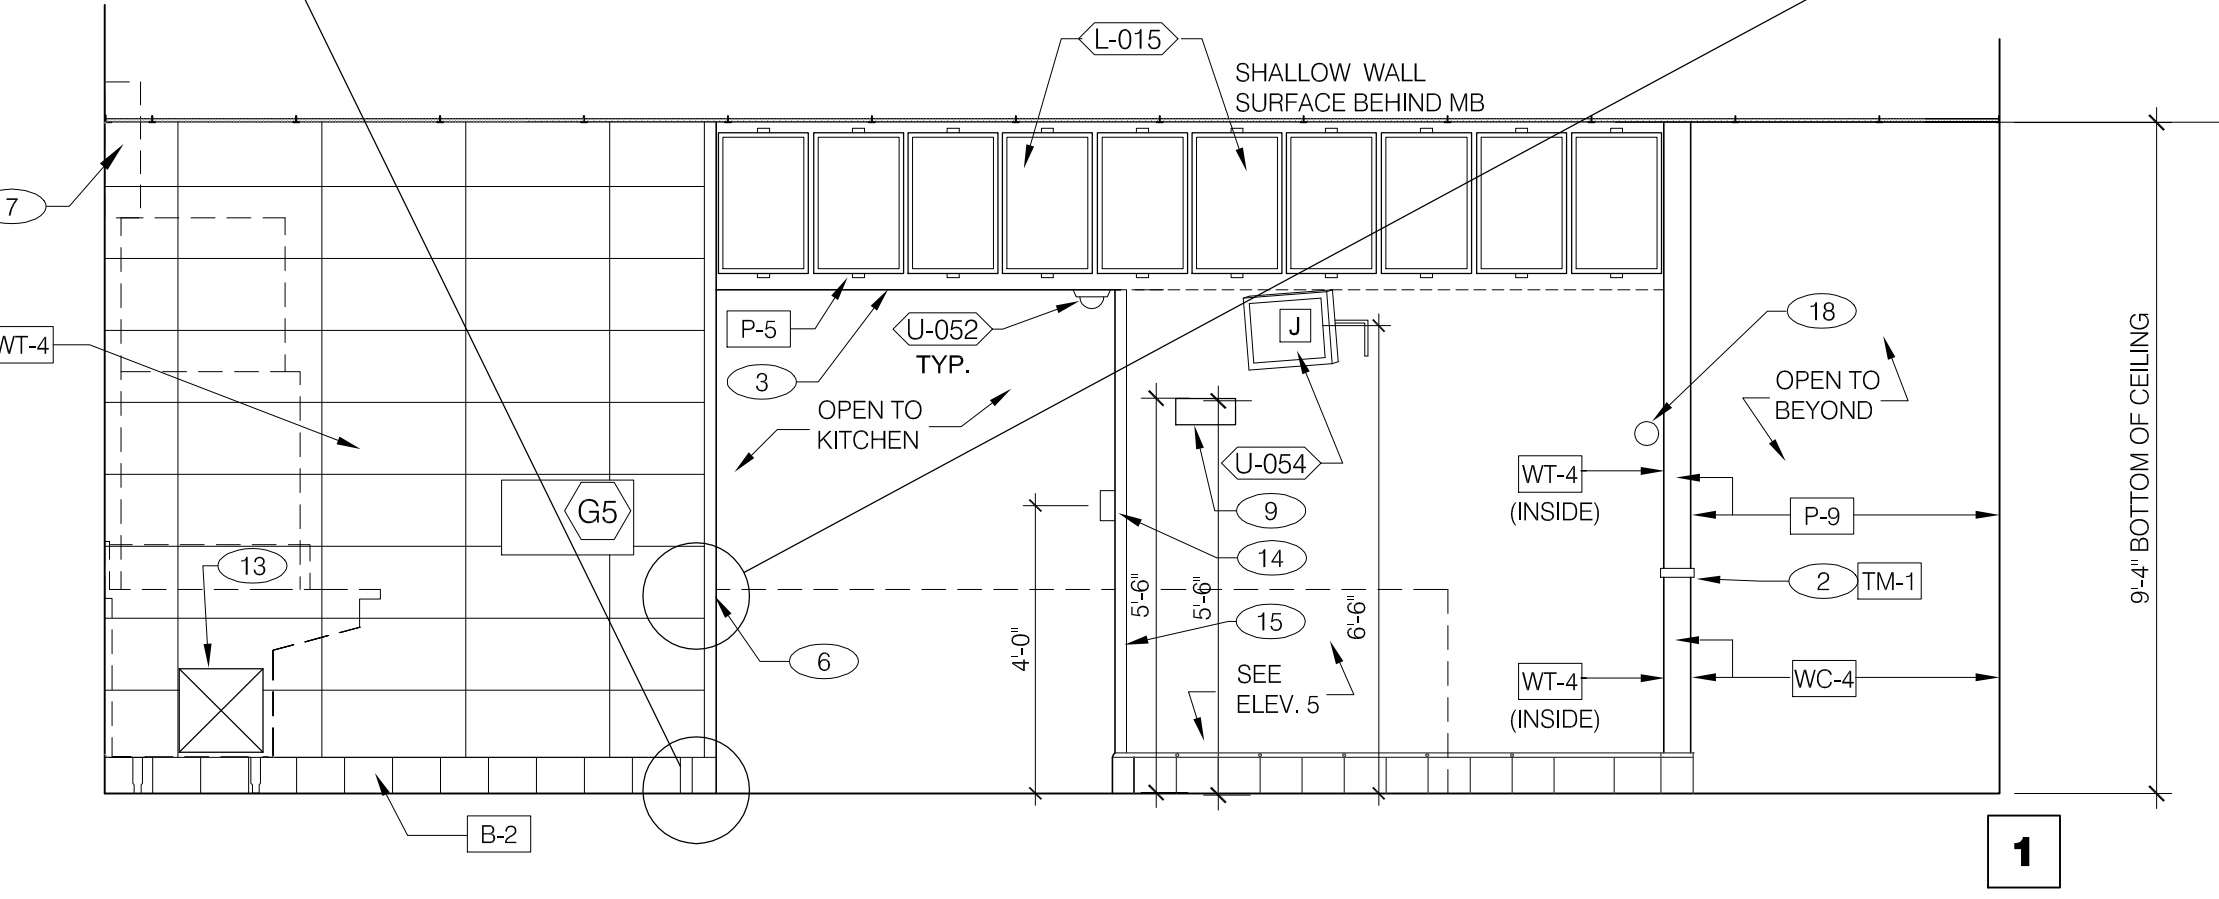 L-015
SHALLOW WALL
SURFACE BEHIND MB
7
WT-4
P-5
3
U-052
TYP.
OPEN TO
KITCHEN
J
U-054
18
OPEN TO
BEYOND
9'-4" BOTTOM OF CEILING
G5
WT-4
(INSIDE)
9
P-9
13
14
5'-6"
5'-6"
6'-6"
4'-0"
15
2
TM-1
6
SEE
ELEV. 5
WT-4
(INSIDE)
WC-4
B-2
1